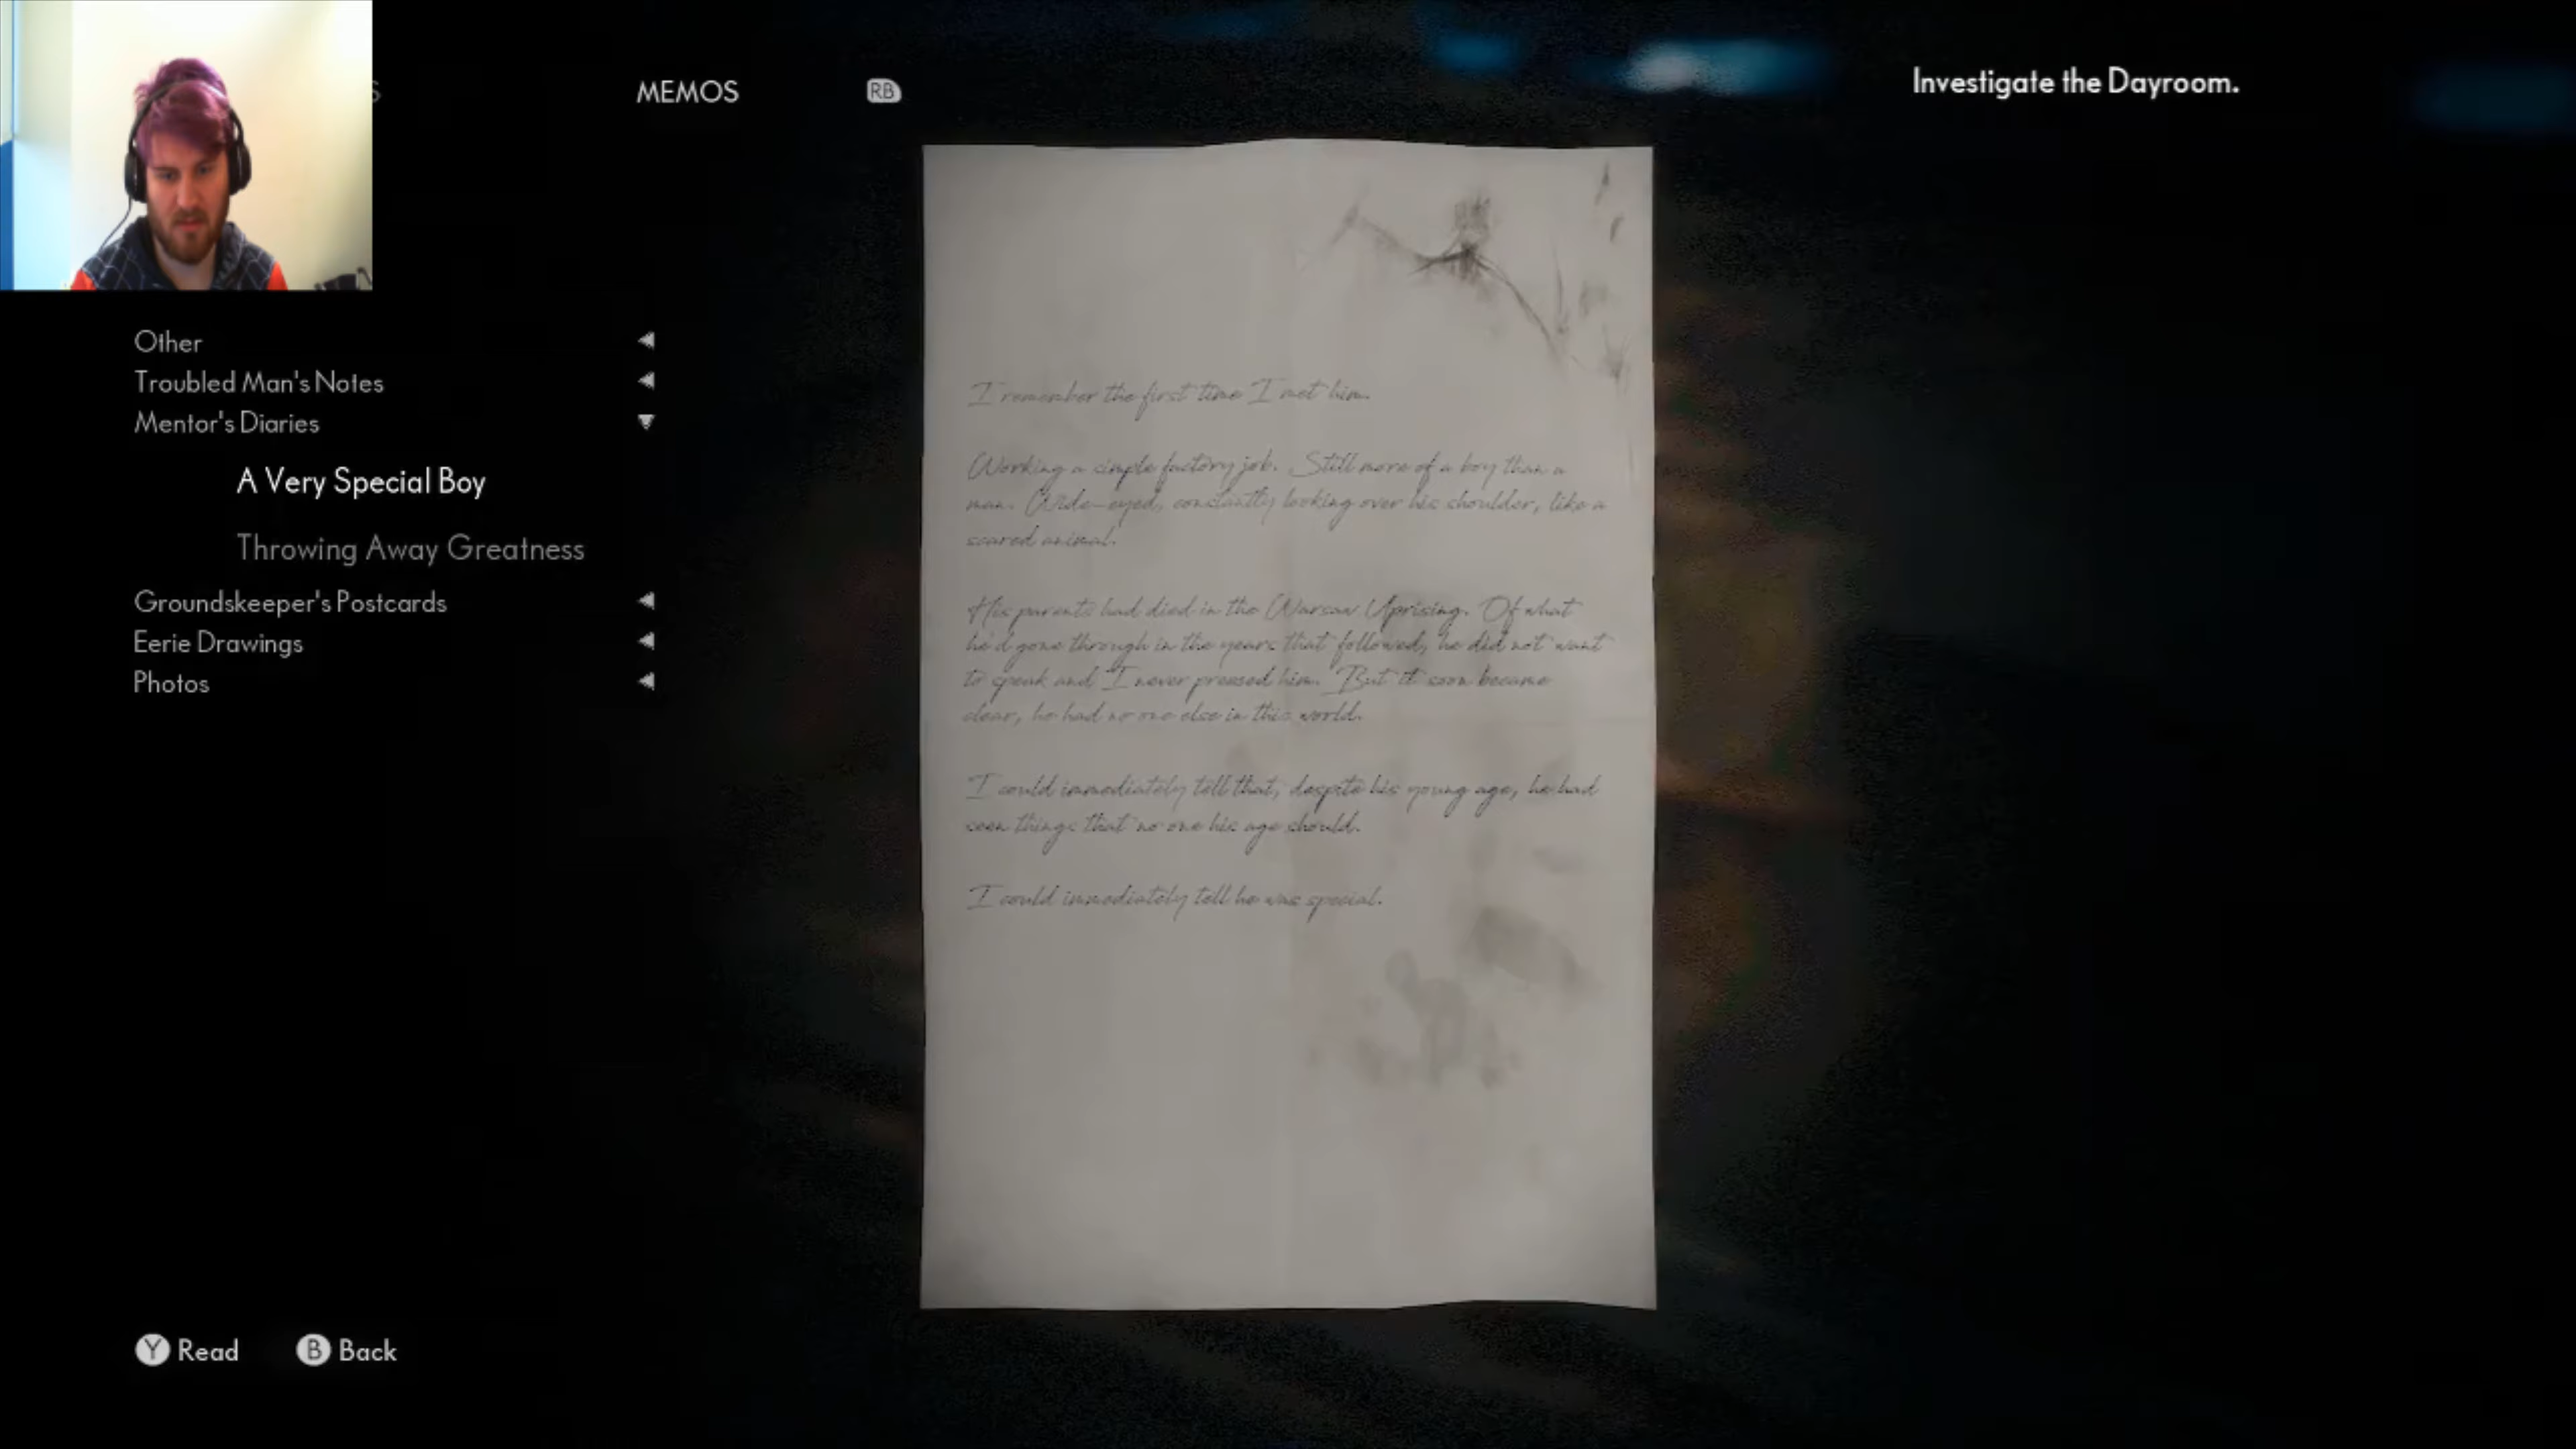 S
MEMOS
RB
Investigate the Dayroom.
Other
Troubled Man's Notes
Mentor's Diaries
A Very Special Boy
Throwing Away Greatness
Groundskeeper's Postcards
Eerie Drawings
Photos
I remember the first time I met him.
Working a simple factory job. Still more of a boy than a
man. Wide-eyed, constantly looking over his shoulder, like a
scared animal.
His parents had died in the Warsaw Uprising. Of what
he'd gone through in the years that followed, he did not want
to speak and I never pressed him. But it soon became
clear, he had no one else in this world.
I could immediately tell that, despite his young age, he had
seen things that no one his age should.
I could immediately tell he was special.
Y Read
B Back